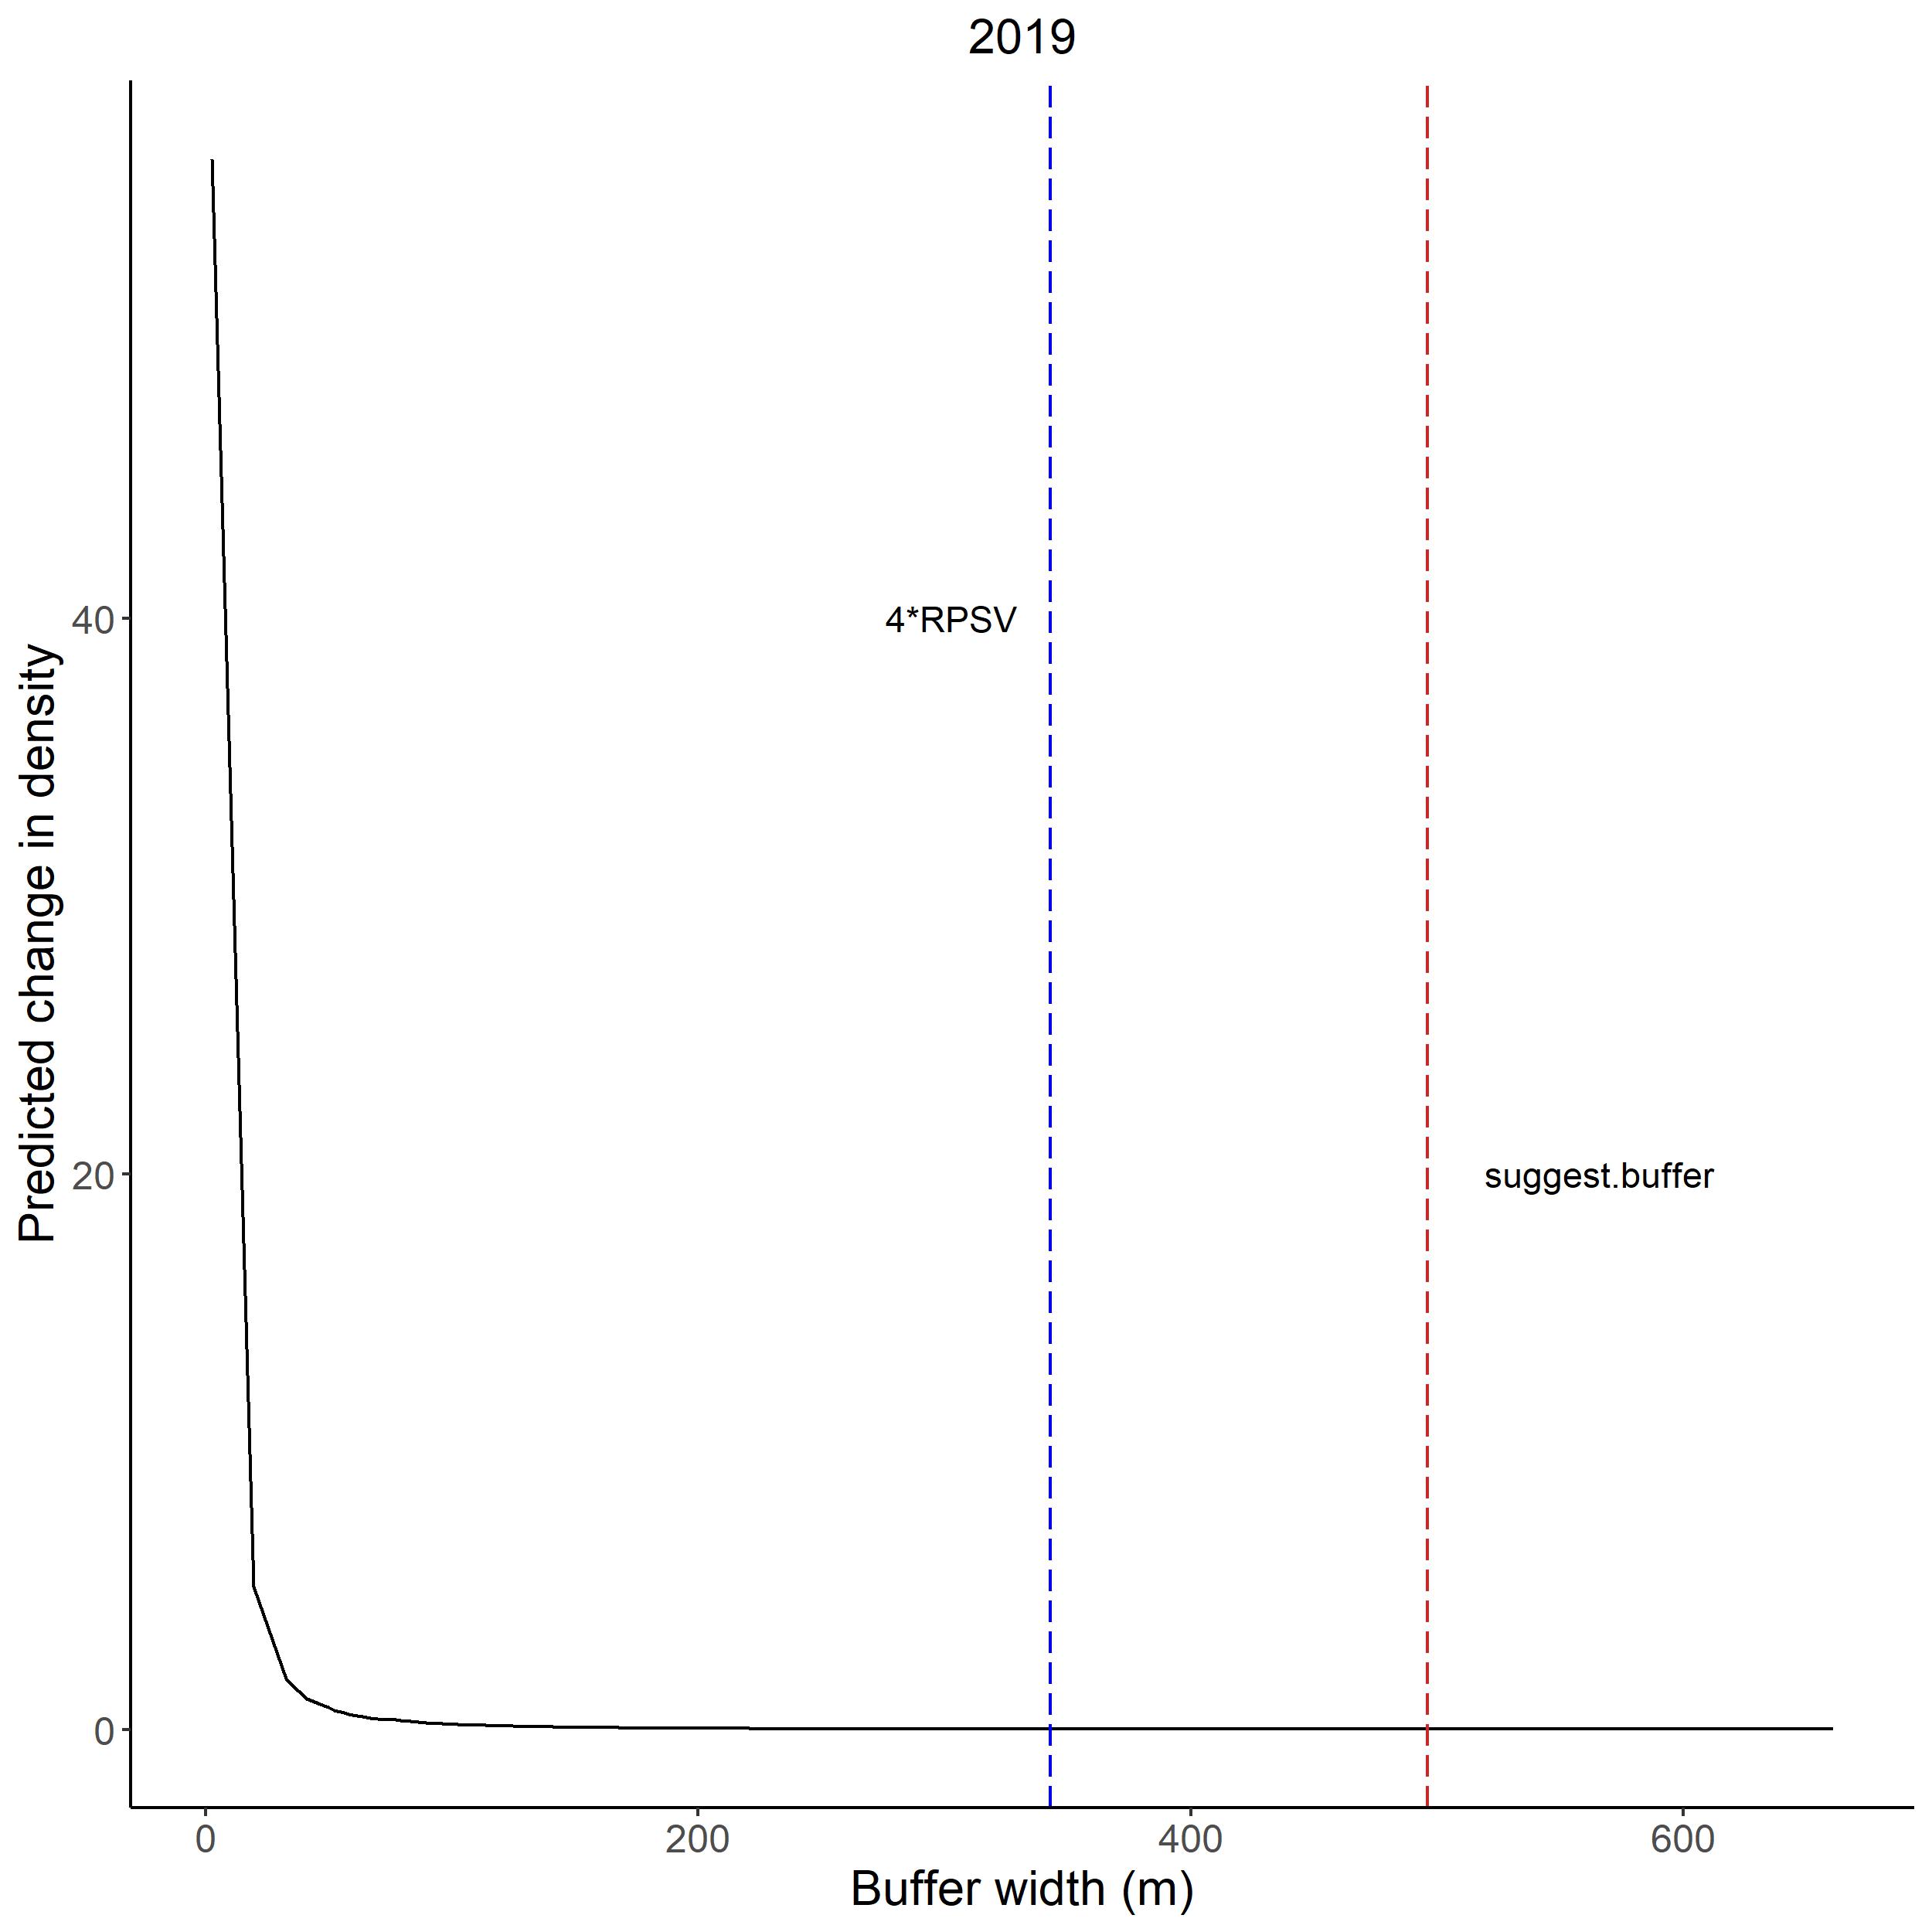 2019
Predicted change in density
40
20
0
4*RPSV
suggest.buffer
0 200 400 600
Buffer width (m)